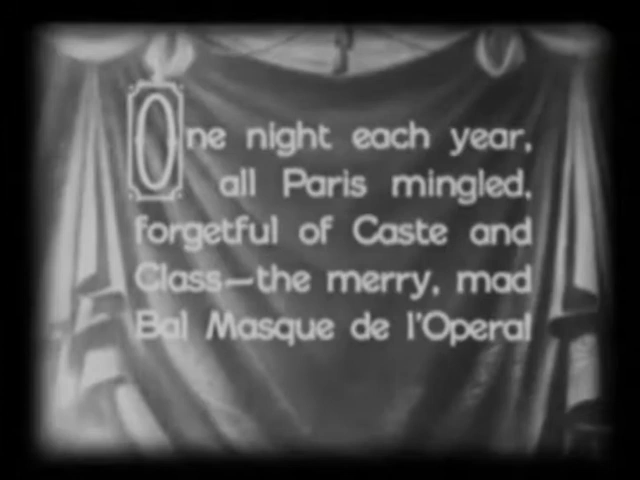 One night each year,
all Paris mingled,
forgetful of Caste and
Class—the merry, mad
Bal Masque de l'Opera!